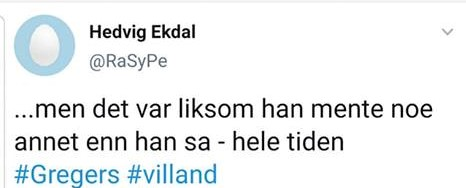 Hedvig Ekdal
@RaSyPe
...men det var liksom han mente noe
annet enn han sa - hele tiden
#Gregers #villand